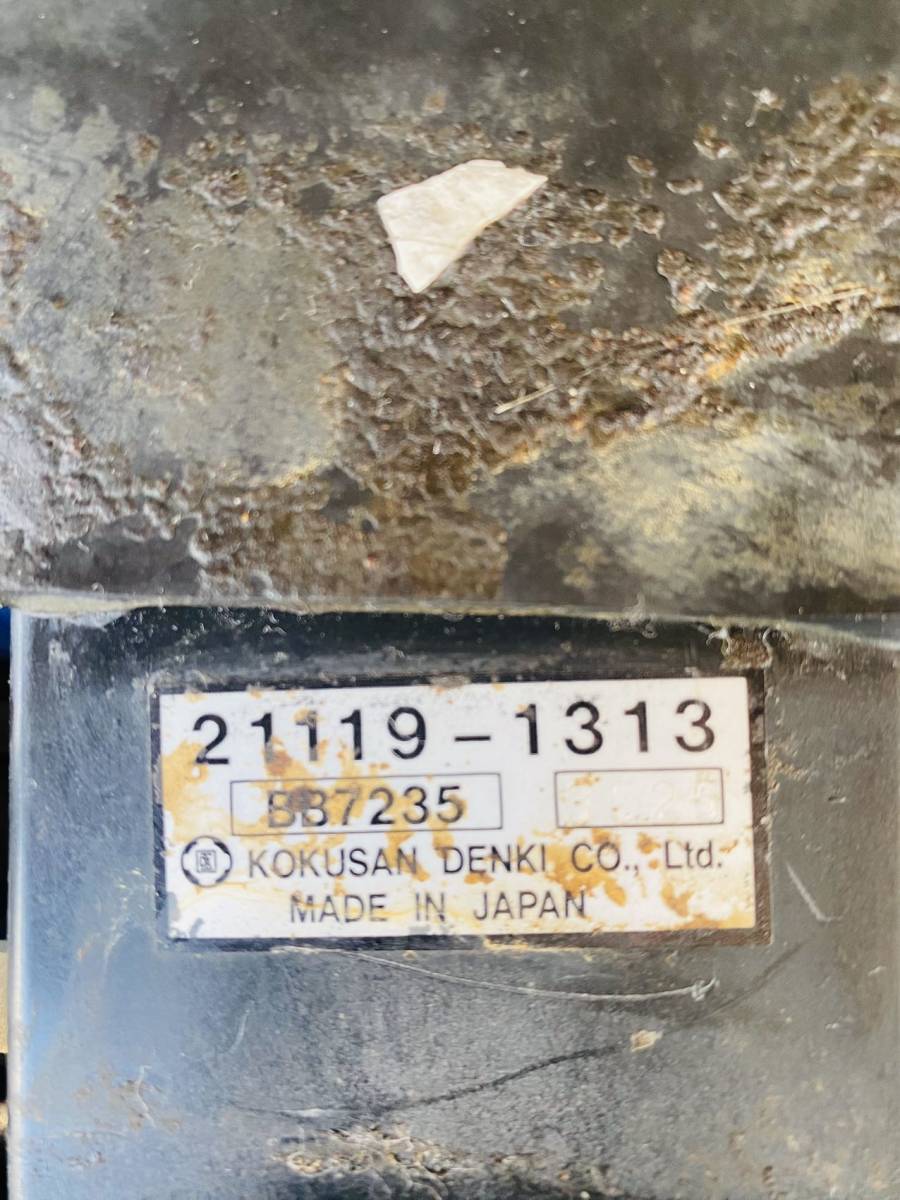 21119-1313
BB7235
KOKUSAN DENKI CO., Ltd.
MADE IN JAPAN